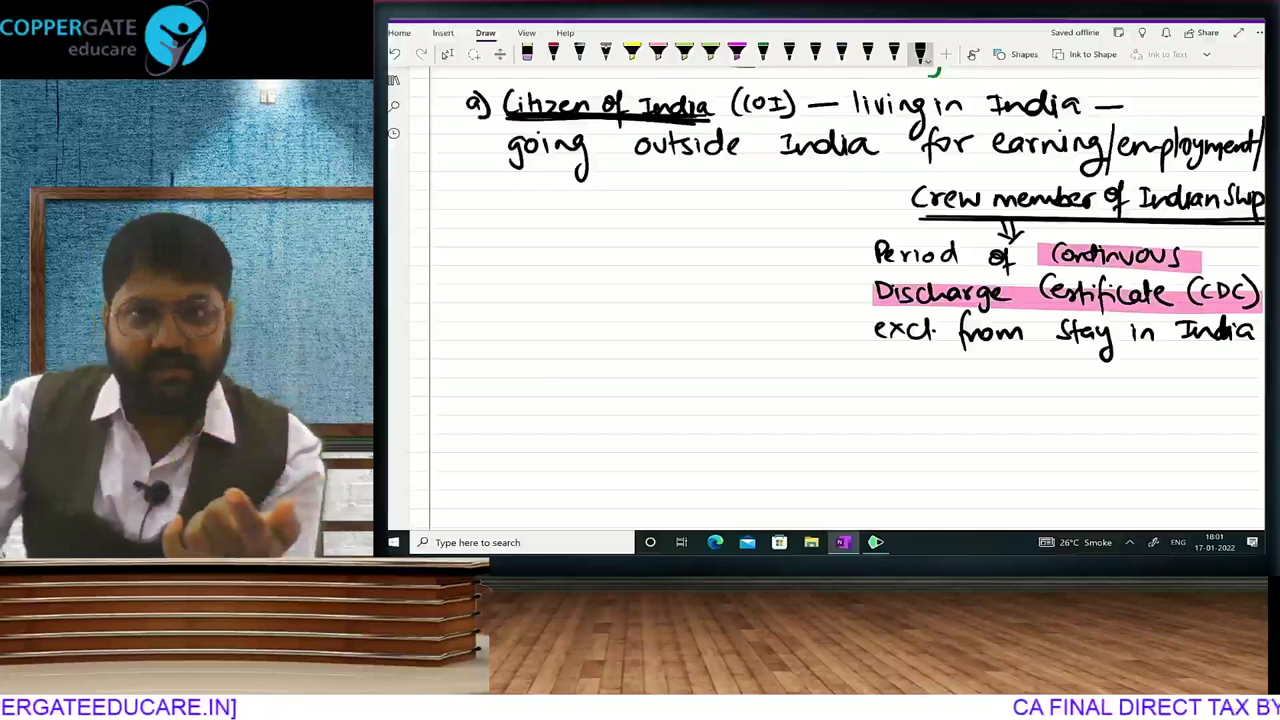 COPPERGATE
educare
Home Insert Draw View Help
Saved offline
Share
Shapes
Ink to Shape
Ink to Text
a) Citizen of India (COI) — living in India —
going outside India for earning/employment/
Crew member of Indian Ship
Period of Continuous
Discharge Certificate (CDC)
excl. from stay in India
Type here to search
26°C Smoke
ENG
18:01
17-01-2022
ERGATEEDUCARE.IN]
CA FINAL DIRECT TAX BY